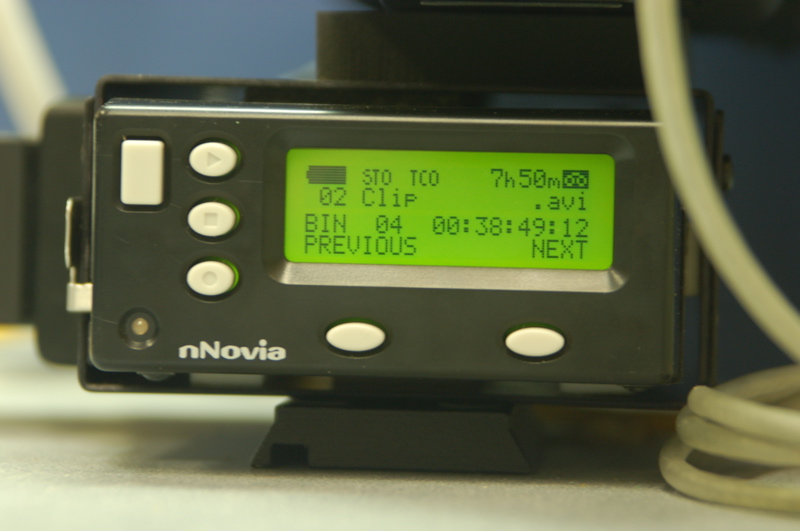 STO TCO 7h50m
02 Clip .avi
BIN 04 00:38:49:12
PREVIOUS NEXT
nNovia